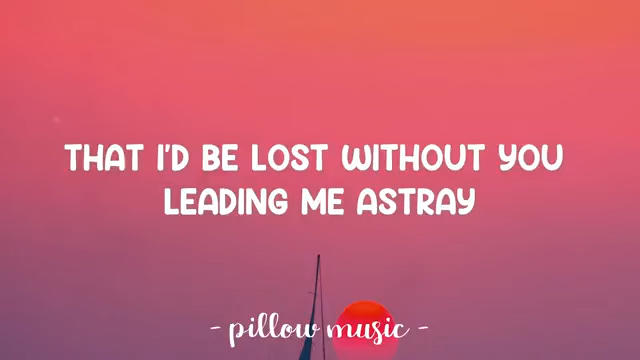 THAT I'D BE LOST WITHOUT YOU
LEADING ME ASTRAY
- pillow music -